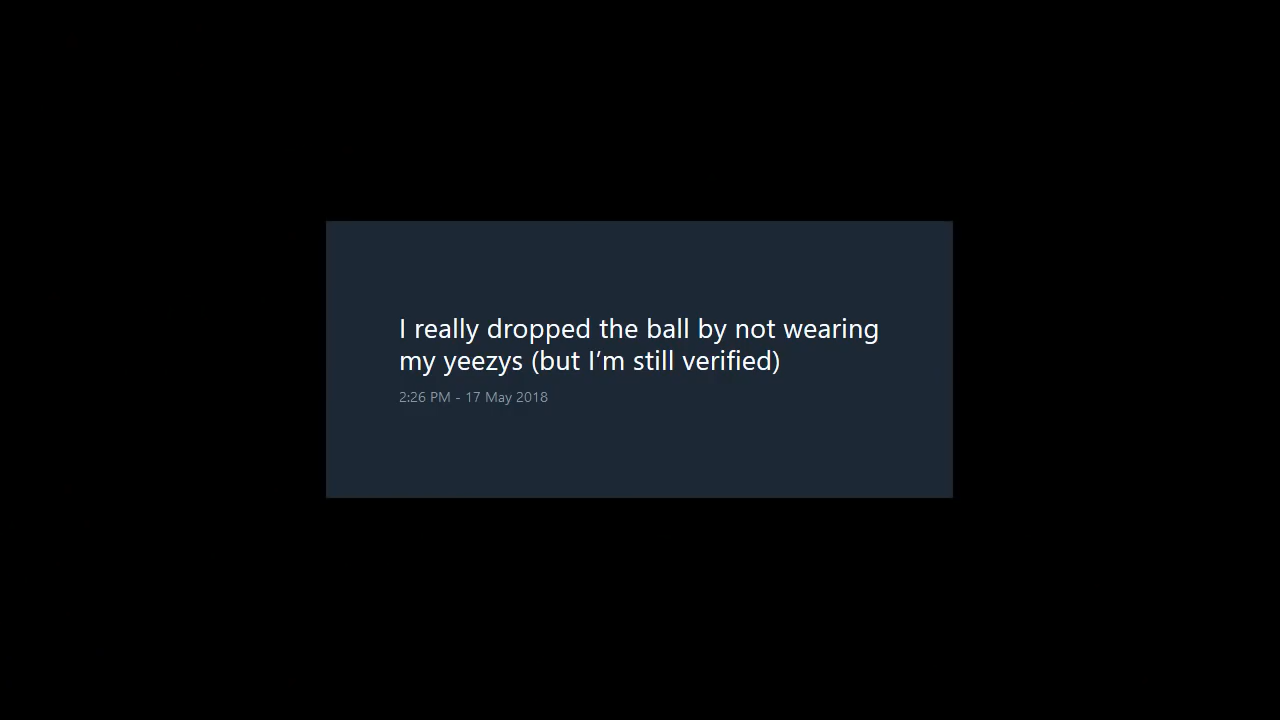 I really dropped the ball by not wearing
my yeezys (but I’m still verified)
2:26 PM - 17 May 2018